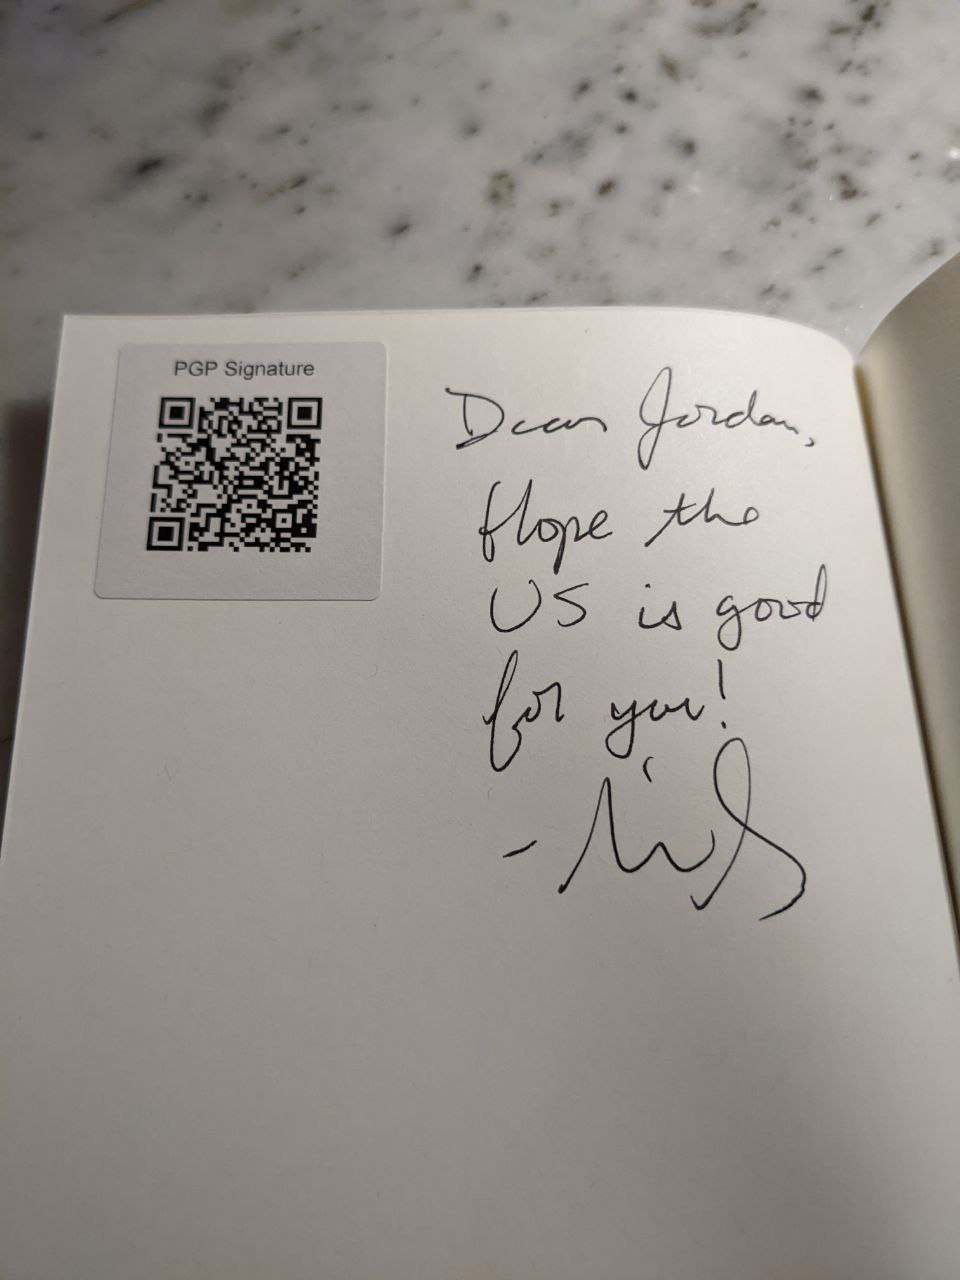 PGP Signature
Dear Jordan,
Hope the
US is good
for you!